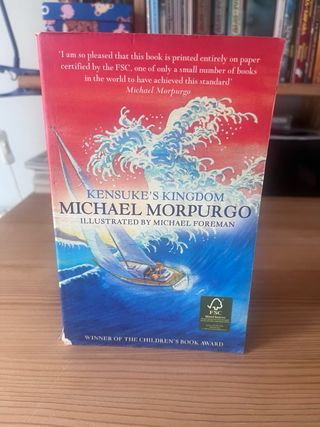 'I am so pleased that this book is printed entirely on paper
certified by the FSC, one of only a small number of books
in the world to have achieved this standard'
Michael Morpurgo
KENSUKE'S KINGDOM
MICHAEL MORPURGO
ILLUSTRATED BY MICHAEL FOREMAN
FSC
Mixed Sources
WINNER OF THE CHILDREN'S BOOK AWARD